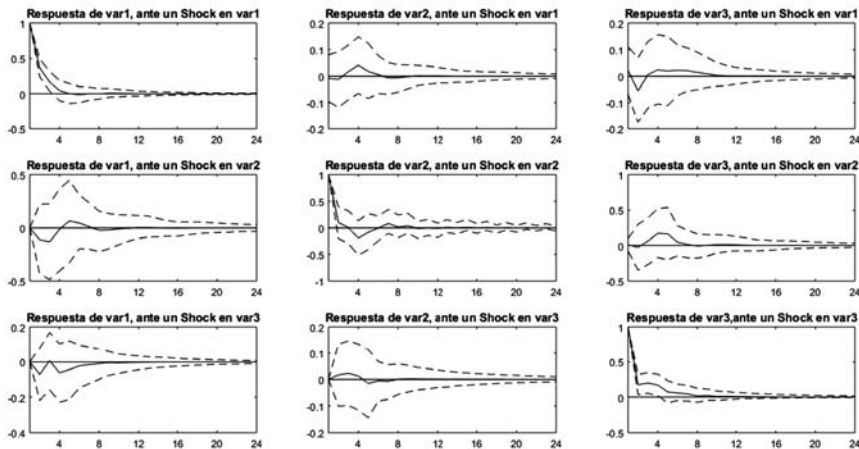 Respuesta de var1, ante un Shock en var1
1
0.5
0
-0.5
4 8 12 16 20 24
Respuesta de var2, ante un Shock en var1
0.2
0.1
0
-0.1
-0.2
4 8 12 16 20 24
Respuesta de var3, ante un Shock en var1
0.2
0.1
0
-0.1
-0.2
4 8 12 16 20 24
Respuesta de var1, ante un Shock en var2
0.5
0
-0.5
4 8 12 16 20 24
Respuesta de var2, ante un Shock en var2
1
0.5
0
-0.5
-1
4 8 12 16 20 24
Respuesta de var3, ante un Shock en var2
1
0.5
0
-0.5
4 8 12 16 20 24
Respuesta de var1, ante un Shock en var3
0.2
0
-0.2
-0.4
4 8 12 16 20 24
Respuesta de var2, ante un Shock en var3
0.2
0.1
0
-0.1
-0.2
4 8 12 16 20 24
Respuesta de var3,ante un Shock en var3
1
0.5
0
-0.5
4 8 12 16 20 24